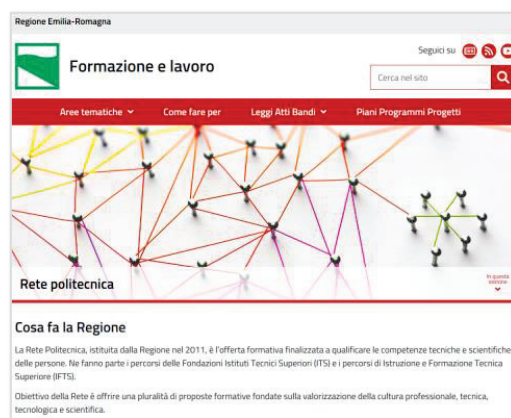 Regione Emilia-Romagna
Seguici su
Formazione e lavoro
Cerca nel sito
Aree tematiche
Come fare per
Leggi Atti Bandi
Piani Programmi Progetti
Rete politecnica
In questa
sezione
Cosa fa la Regione
La Rete Politecnica, istituita dalla Regione nel 2011, è l'offerta formativa finalizzata a qualificare le competenze tecniche e scientifiche
delle persone. Ne fanno parte i percorsi delle Fondazioni Istituti Tecnici Superiori (ITS) e i percorsi di Istruzione e Formazione Tecnica
Superiore (IFTS).
Obiettivo della Rete è offrire una pluralità di proposte formative fondate sulla valorizzazione della cultura professionale, tecnica,
tecnologica e scientifica.